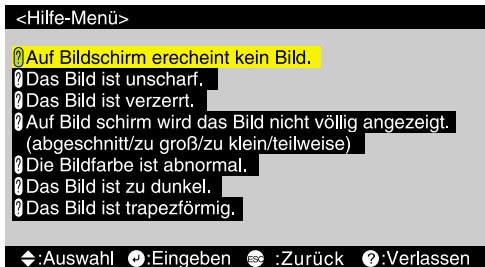 <Hilfe-Menü>
Auf Bildschirm erecheint kein Bild.
Das Bild ist unscharf.
Das Bild ist verzerrt.
Auf Bild schirm wird das Bild nicht völlig angezeigt.
(abgeschnitt/zu groß/zu klein/teilweise)
Die Bildfarbe ist abnormal.
Das Bild ist zu dunkel.
Das Bild ist trapezförmig.
:Auswahl :Eingeben ESC :Zurück ?:Verlassen